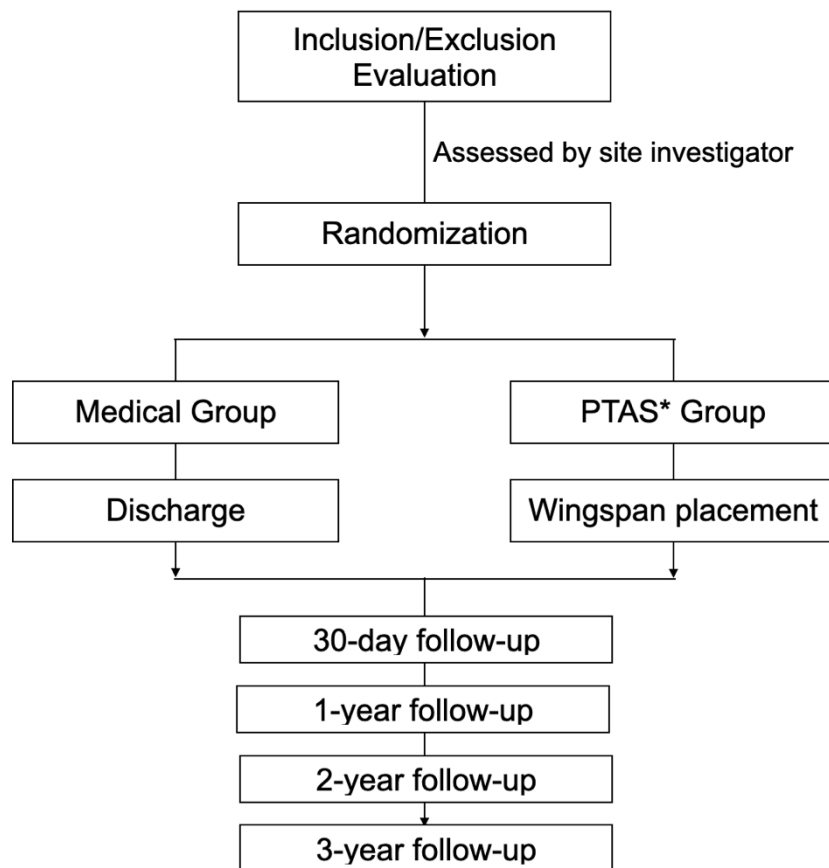 Inclusion/Exclusion
Evaluation
Assessed by site investigator
Randomization
Medical Group
PTAS* Group
Discharge
Wingspan placement
30-day follow-up
1-year follow-up
2-year follow-up
3-year follow-up